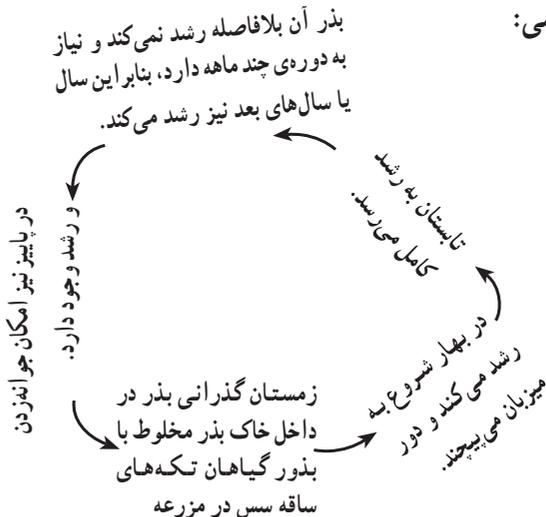 سی:
بذر آن بلافاصله رشد نمی‌کند و نیاز
به دوره‌ی چند ماهه دارد، بنابراین سال
یا سال‌های بعد نیز رشد می‌کند.
تابستان به رشد
کامل می‌رسد.
در بهار شروع به
رشد می‌کند و دور
میزبان می‌پیچند.
زمستان گذرانی بذر در
داخل خاک بذر مخلوط با
بذور گیاهان تکه‌های
ساقه سس در مزرعه
در پاییز نیز امکان جوانه‌زدن
و رشد وجود دارد.